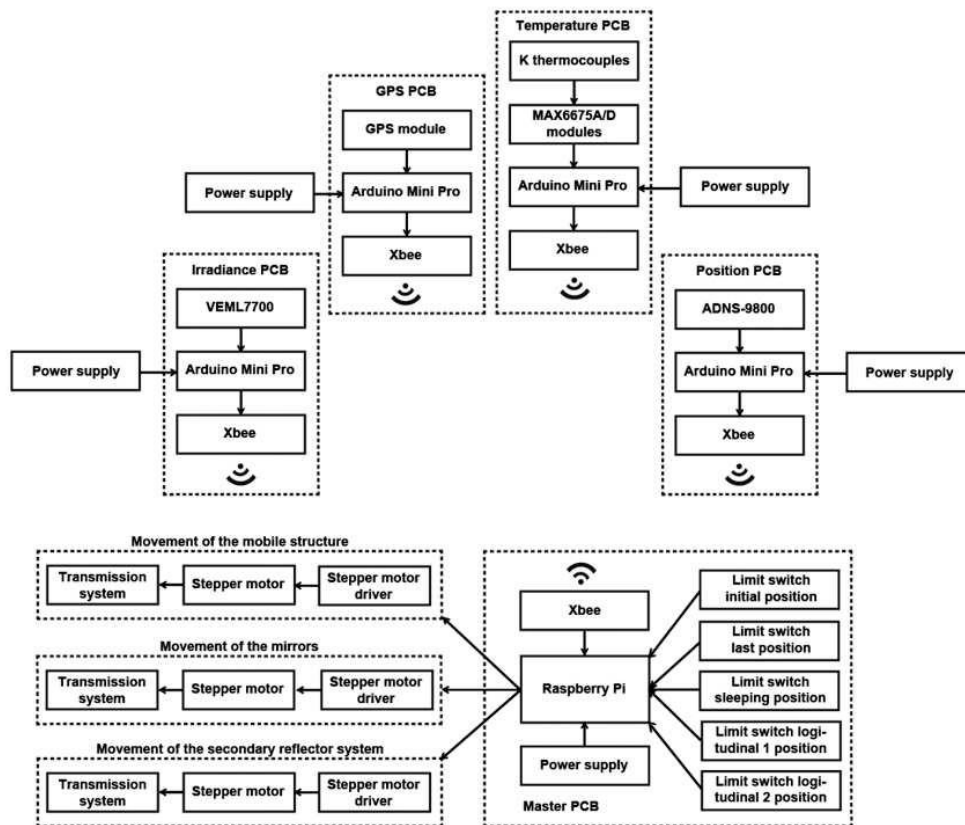 Temperature PCB
K thermocouples
MAX6675A/D
modules
Arduino Mini Pro
Xbee
Power supply
GPS PCB
GPS module
Arduino Mini Pro
Xbee
Power supply
Irradiance PCB
VEML7700
Arduino Mini Pro
Xbee
Power supply
Position PCB
ADNS-9800
Arduino Mini Pro
Xbee
Power supply
Movement of the mobile structure
Transmission
system
Stepper motor
Stepper motor
driver
Movement of the mirrors
Transmission
system
Stepper motor
Stepper motor
driver
Movement of the secondary reflector system
Transmission
system
Stepper motor
Stepper motor
driver
Xbee
Raspberry Pi
Power supply
Master PCB
Limit switch
initial position
Limit switch
last position
Limit switch
sleeping position
Limit switch logi-
tudinal 1 position
Limit switch logi-
tudinal 2 position